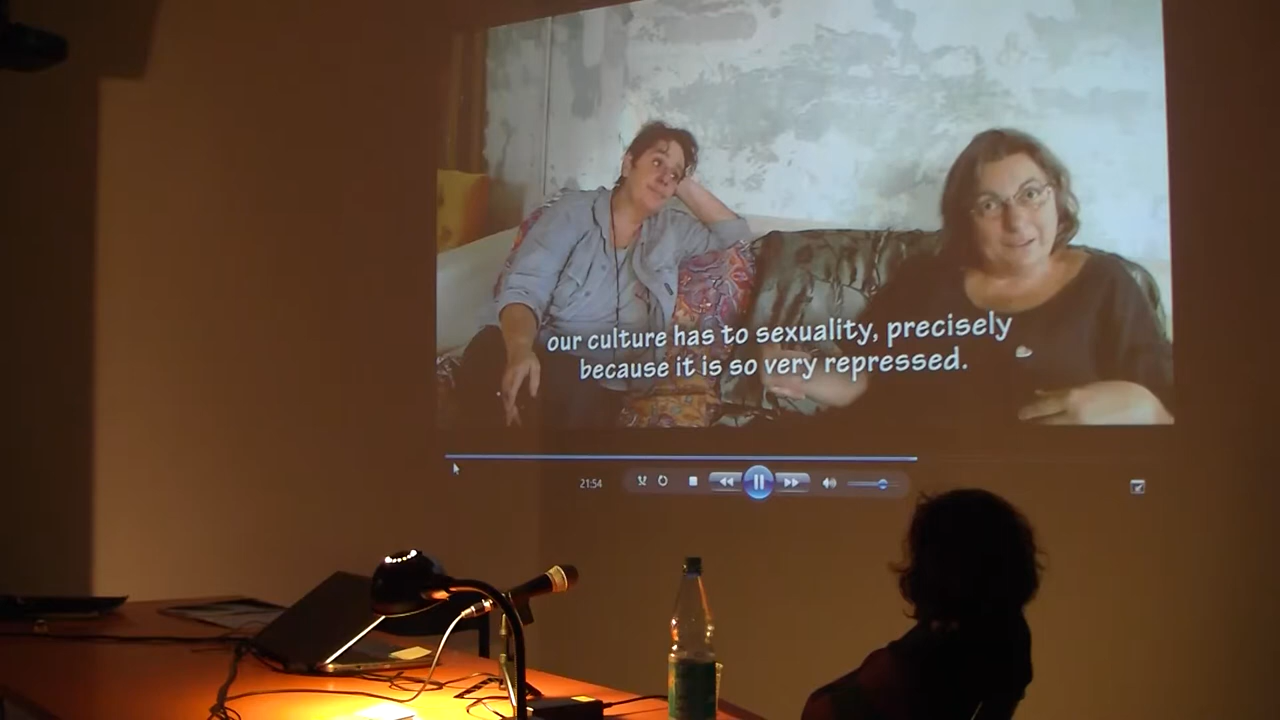 our culture has to sexuality, precisely
because it is so very repressed.
21:54